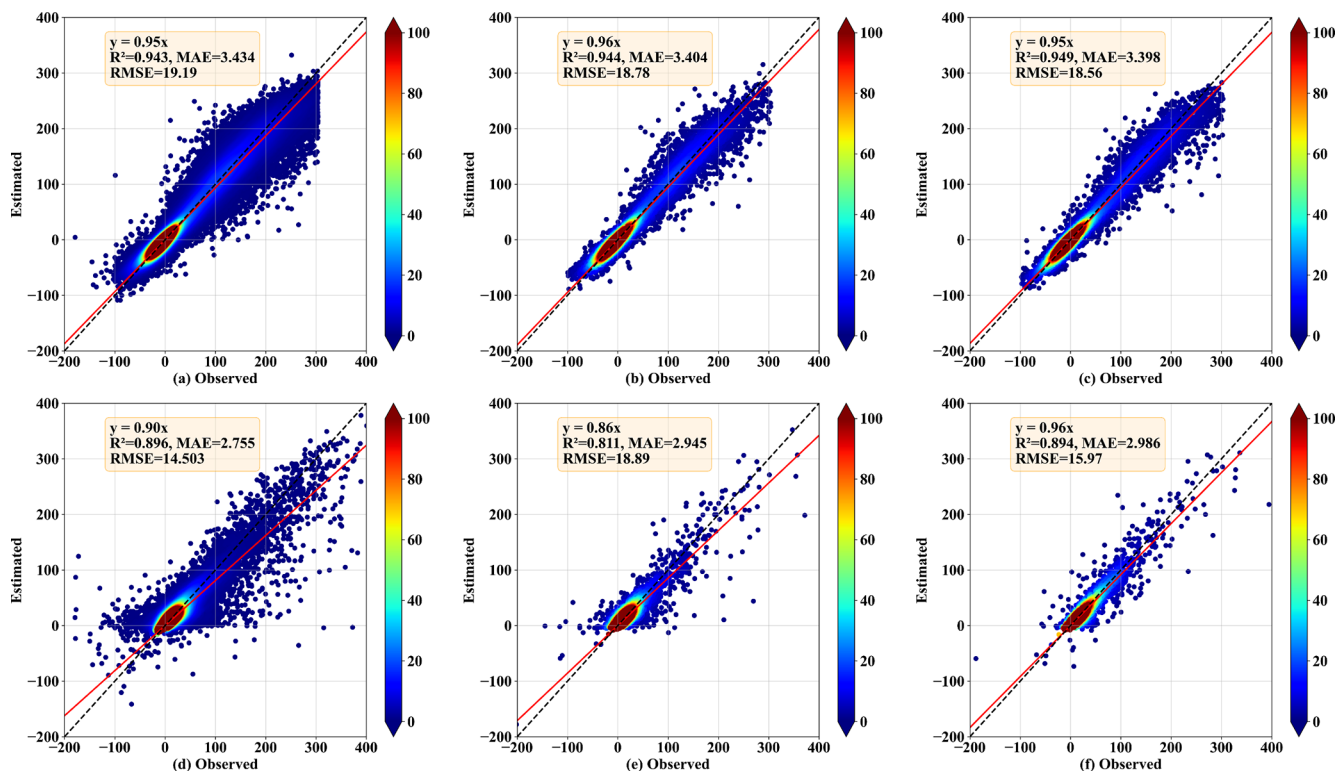 400
300
200
100
0
−100
−200
Estimated
y = 0.95x
R²=0.943, MAE=3.434
RMSE=19.19
−200 −100 0 100 200 300 400
(a) Observed
100
80
60
40
20
0
400
300
200
100
0
−100
−200
Estimated
y = 0.96x
R²=0.944, MAE=3.404
RMSE=18.78
−200 −100 0 100 200 300 400
(b) Observed
100
80
60
40
20
0
400
300
200
100
0
−100
−200
Estimated
y = 0.95x
R²=0.949, MAE=3.398
RMSE=18.56
−200 −100 0 100 200 300 400
(c) Observed
100
80
60
40
20
0
400
300
200
100
0
−100
−200
Estimated
y = 0.90x
R²=0.896, MAE=2.755
RMSE=14.503
−200 −100 0 100 200 300 400
(d) Observed
100
80
60
40
20
0
400
300
200
100
0
−100
−200
Estimated
y = 0.86x
R²=0.811, MAE=2.945
RMSE=18.89
−200 −100 0 100 200 300 400
(e) Observed
100
80
60
40
20
0
400
300
200
100
0
−100
−200
Estimated
y = 0.96x
R²=0.894, MAE=2.986
RMSE=15.97
−200 −100 0 100 200 300 400
(f) Observed
100
80
60
40
20
0